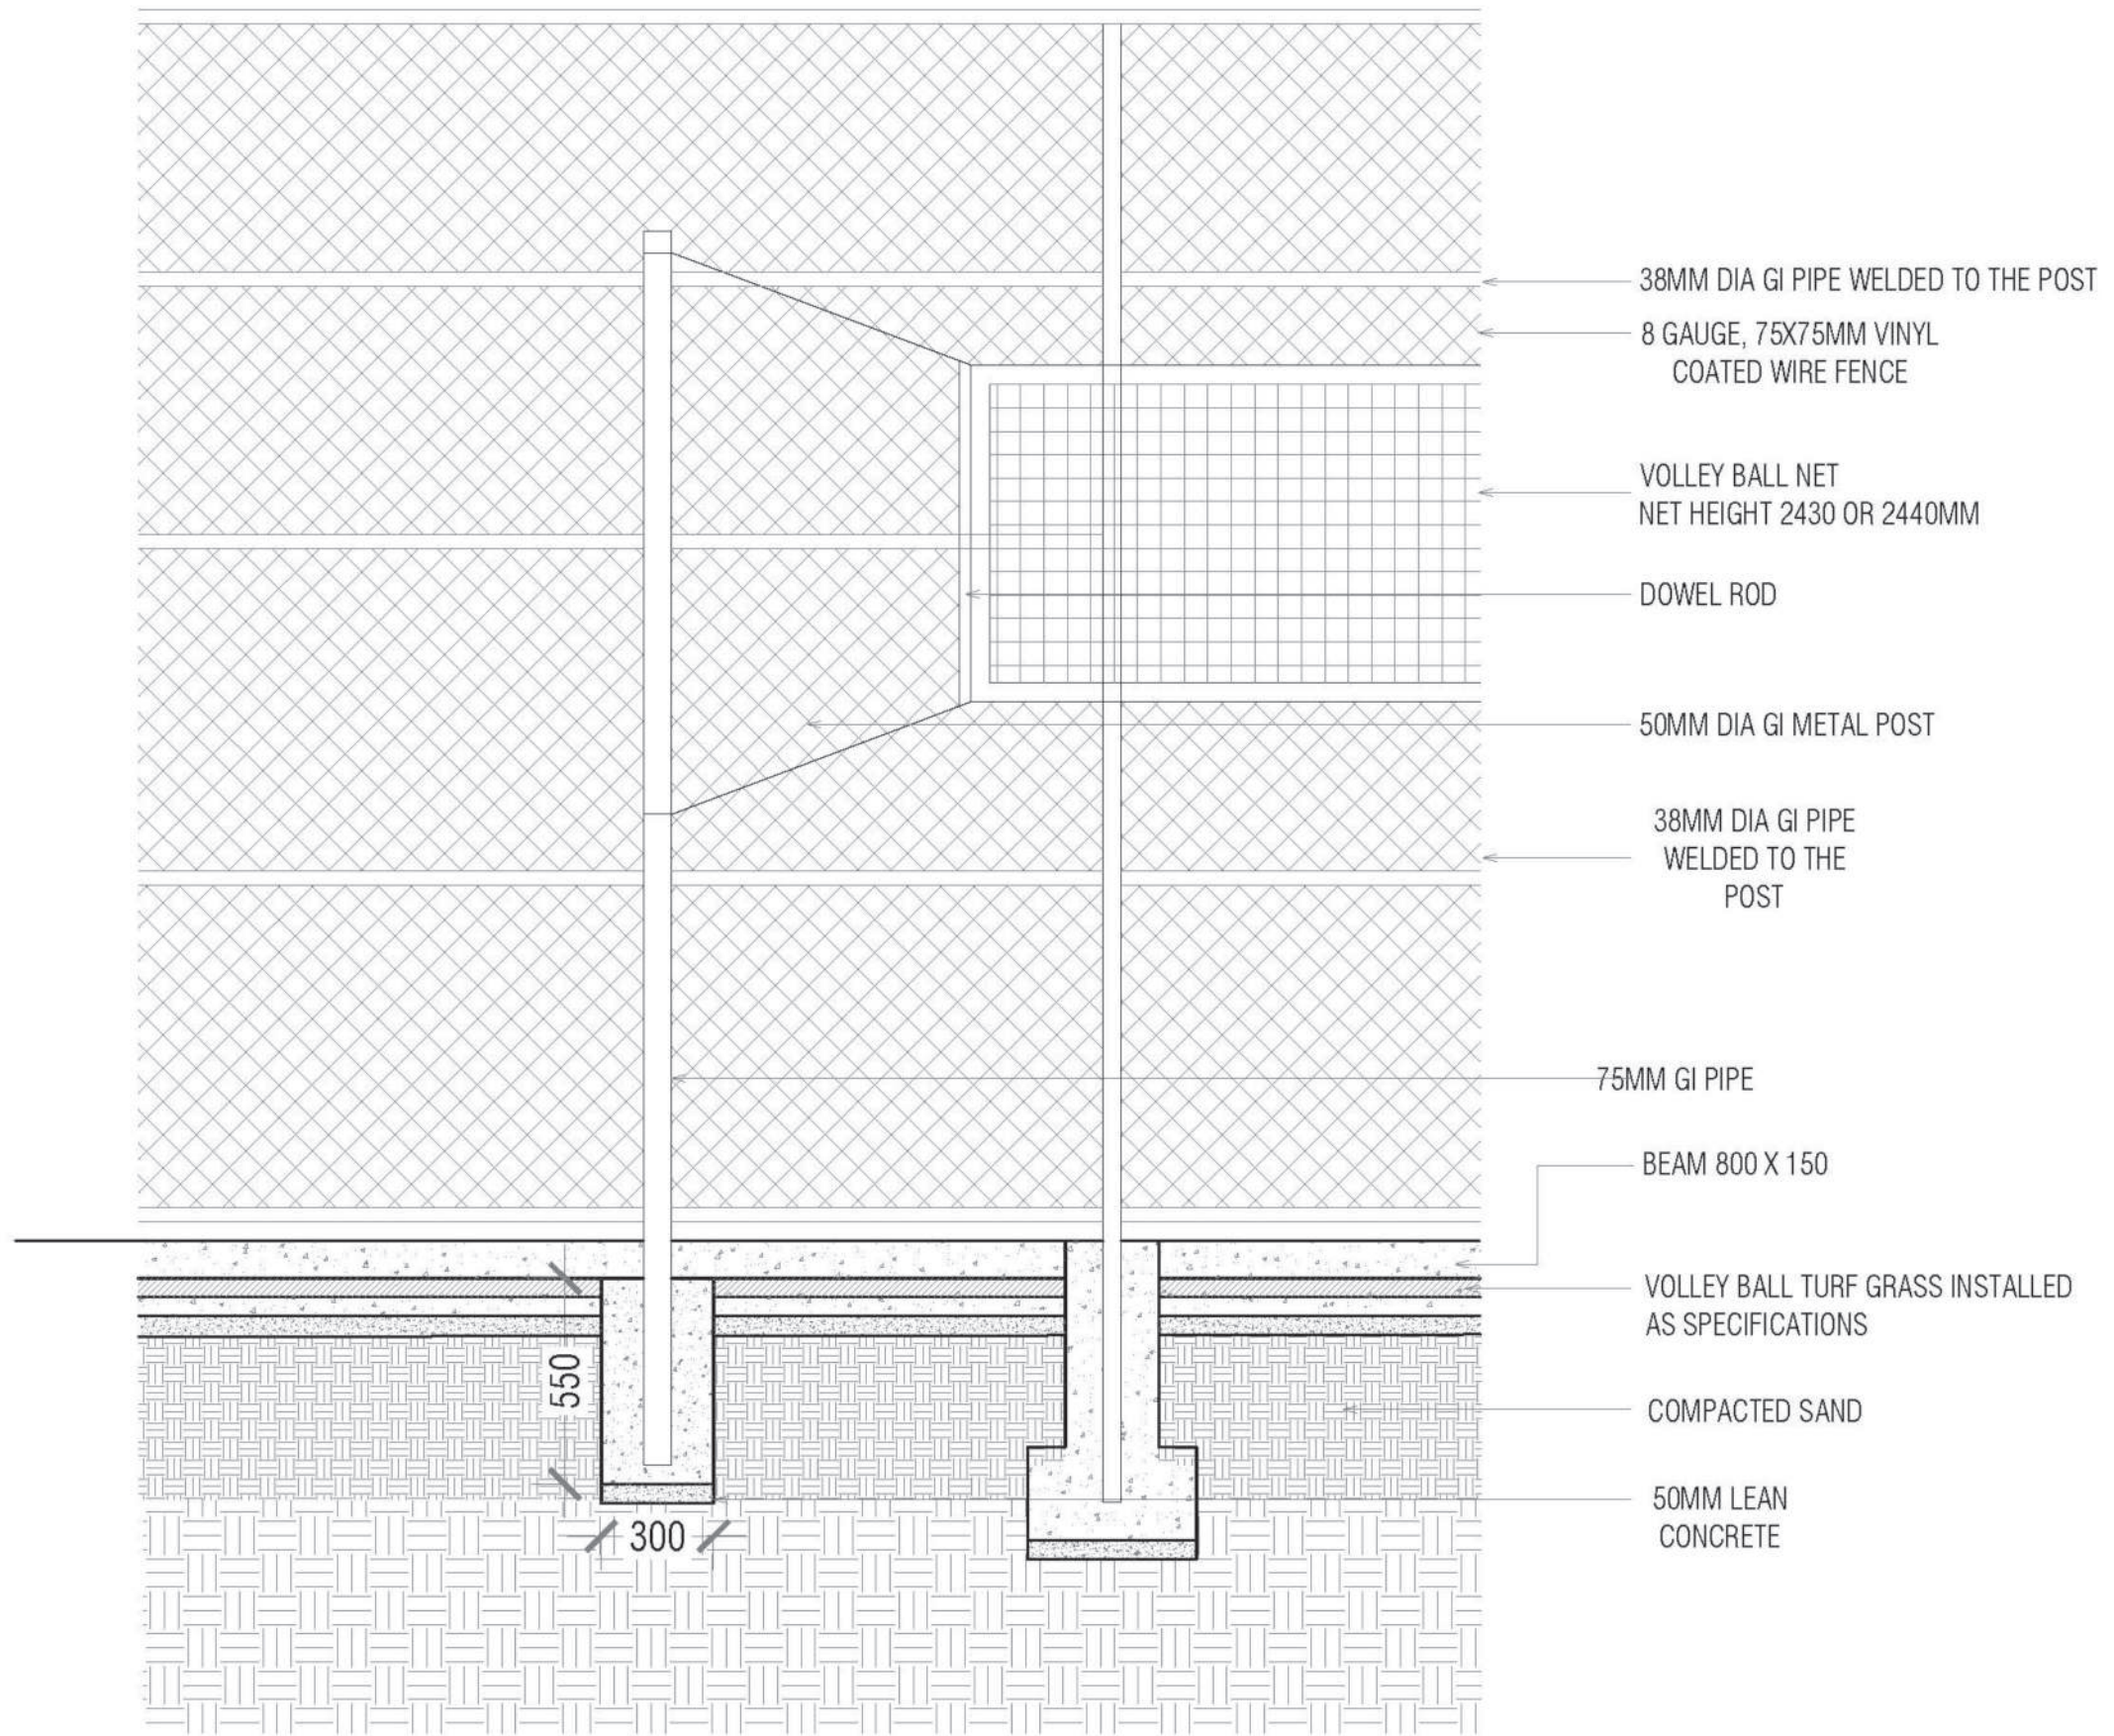 38MM DIA GI PIPE WELDED TO THE POST
8 GAUGE, 75X75MM VINYL
COATED WIRE FENCE
VOLLEY BALL NET
NET HEIGHT 2430 OR 2440MM
DOWEL ROD
50MM DIA GI METAL POST
38MM DIA GI PIPE
WELDED TO THE
POST
75MM GI PIPE
BEAM 800 X 150
VOLLEY BALL TURF GRASS INSTALLED
AS SPECIFICATIONS
550
COMPACTED SAND
50MM LEAN
CONCRETE
300